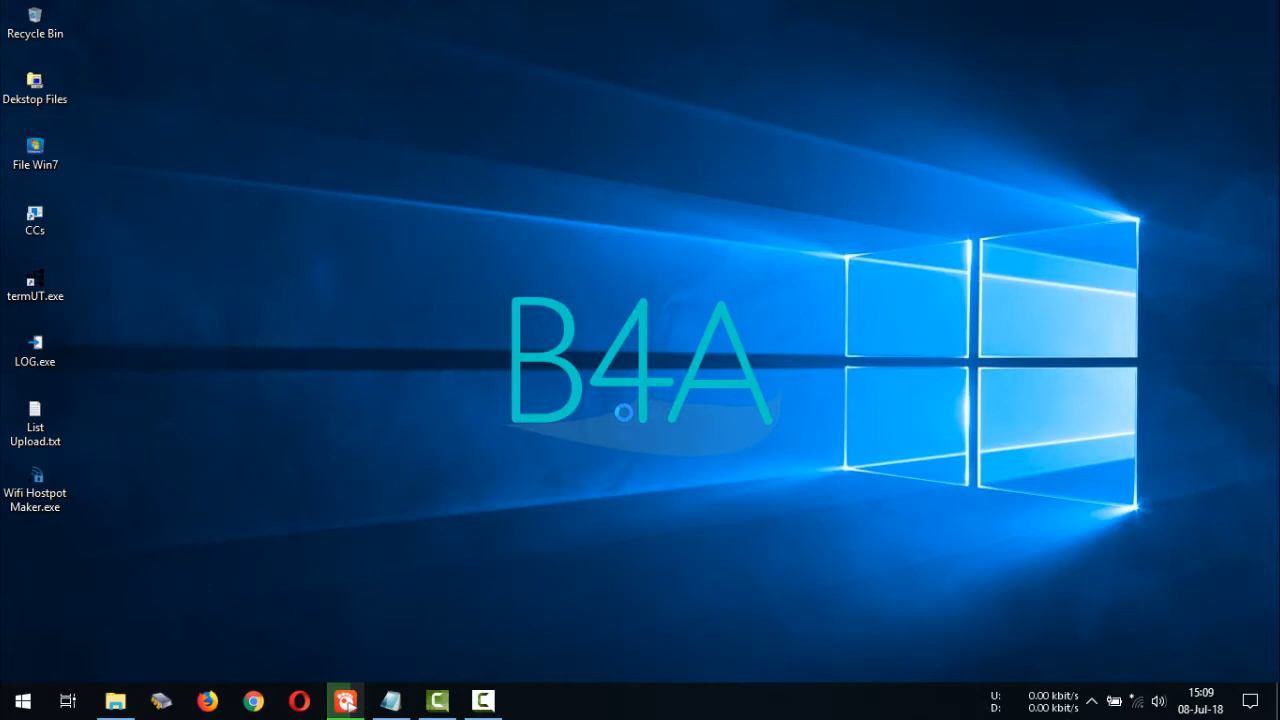 Recycle Bin
Dekstop Files
File Win7
CCs
termUT.exe
LOG.exe
List
Upload.txt
Wifi Hostpot
Maker.exe
B4A
U: 0.00 kbit/s
D: 0.00 kbit/s
15:09
08-Jul-18